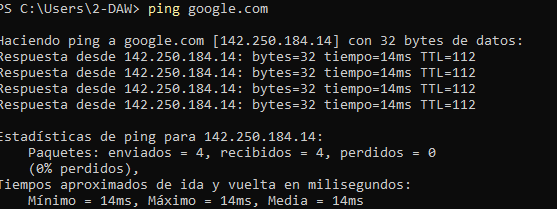 PS C:\Users\2-DAW> ping google.com
Haciendo ping a google.com [142.250.184.14] con 32 bytes de datos:
Respuesta desde 142.250.184.14: bytes=32 tiempo=14ms TTL=112
Respuesta desde 142.250.184.14: bytes=32 tiempo=14ms TTL=112
Respuesta desde 142.250.184.14: bytes=32 tiempo=14ms TTL=112
Respuesta desde 142.250.184.14: bytes=32 tiempo=14ms TTL=112
Estadísticas de ping para 142.250.184.14:
Paquetes: enviados = 4, recibidos = 4, perdidos = 0
(0% perdidos),
Tiempos aproximados de ida y vuelta en milisegundos:
Mínimo = 14ms, Máximo = 14ms, Media = 14ms